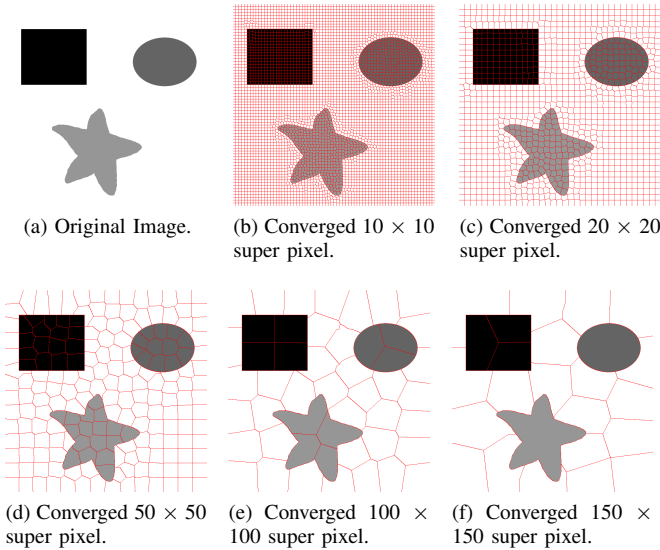 (a) Original Image.
(b) Converged 10 × 10
super pixel.
(c) Converged 20 × 20
super pixel.
(d) Converged 50 × 50
super pixel.
(e) Converged 100 ×
100 super pixel.
(f) Converged 150 ×
150 super pixel.